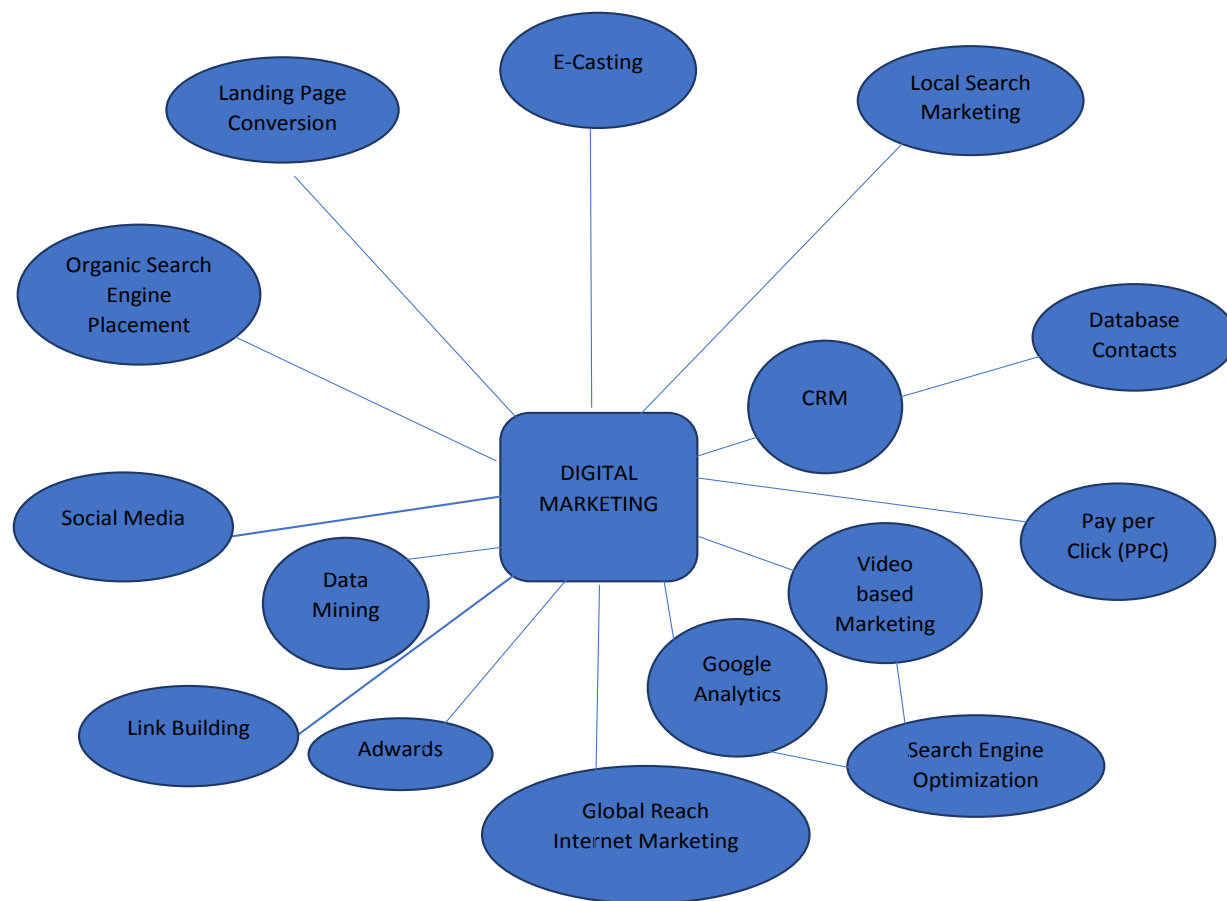 E-Casting
Landing Page
Conversion
Local Search
Marketing
Organic Search
Engine
Placement
Database
Contacts
CRM
DIGITAL
MARKETING
Social Media
Pay per
Click (PPC)
Data
Mining
Video
based
Marketing
Google
Analytics
Link Building
Adwards
Search Engine
Optimization
Global Reach
Internet Marketing